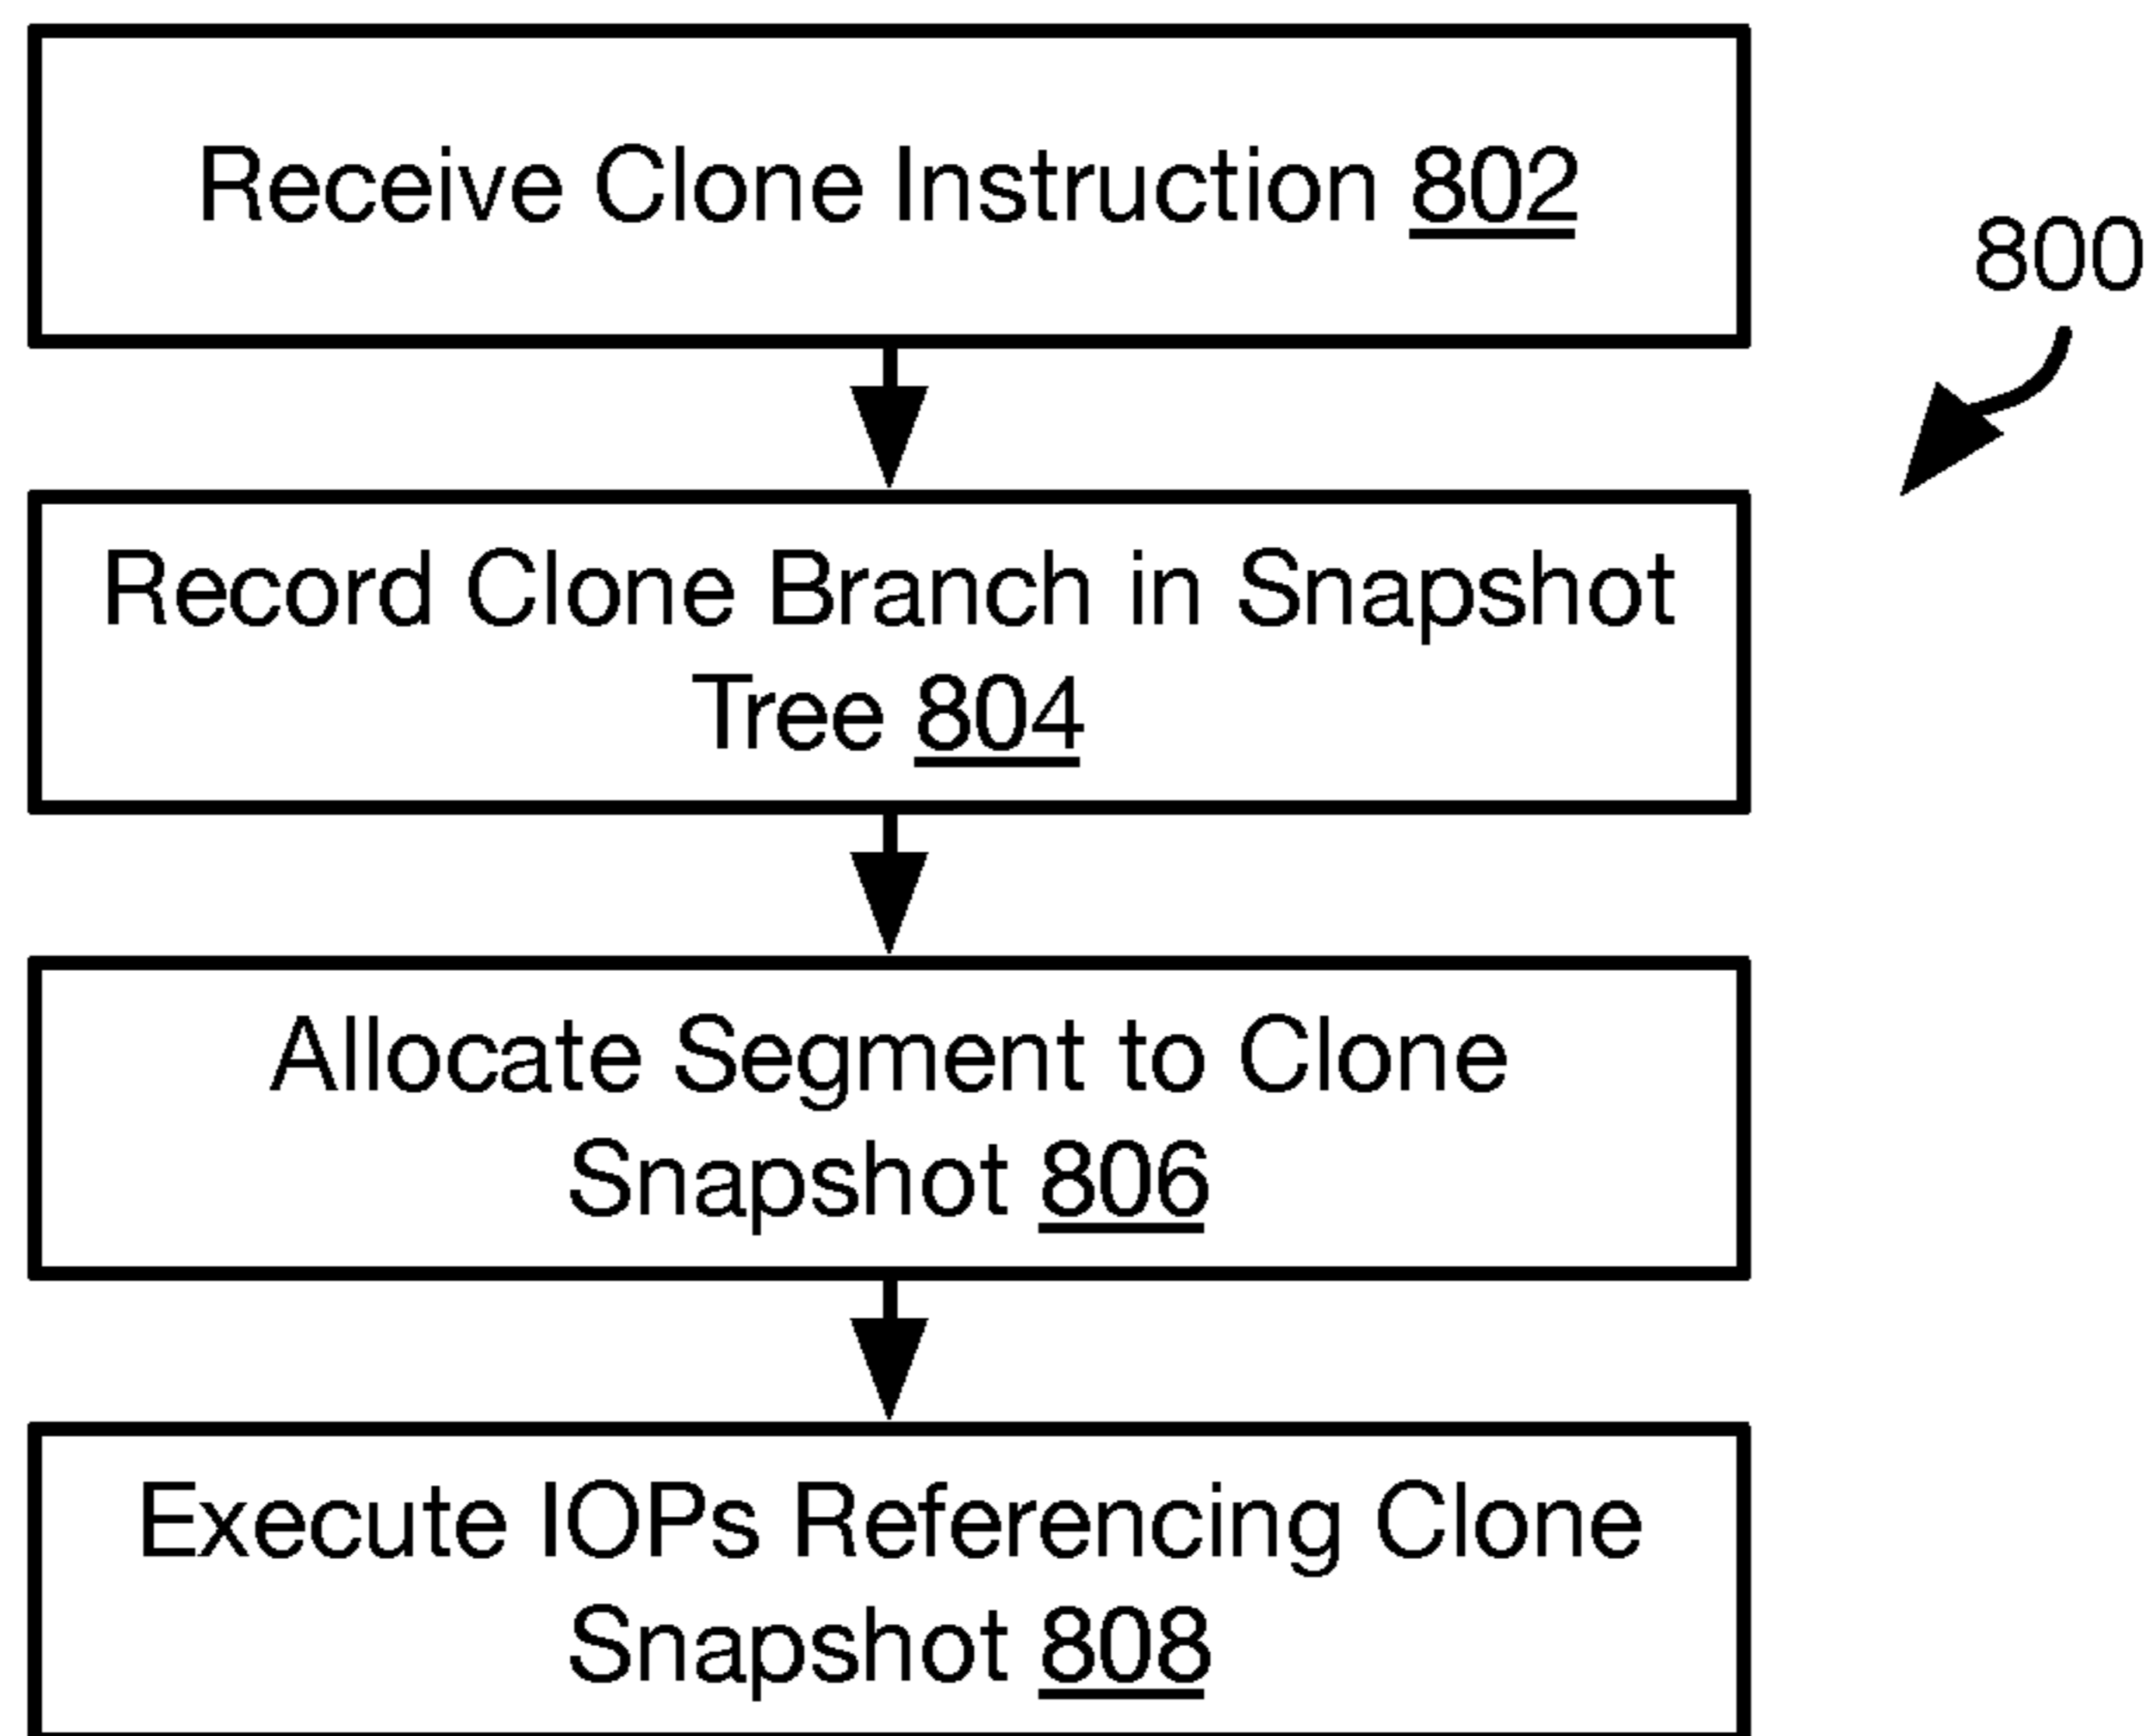 Receive Clone Instruction 802
800
Record Clone Branch in Snapshot
Tree 804
Allocate Segment to Clone
Snapshot 806
Execute IOPs Referencing Clone
Snapshot 808